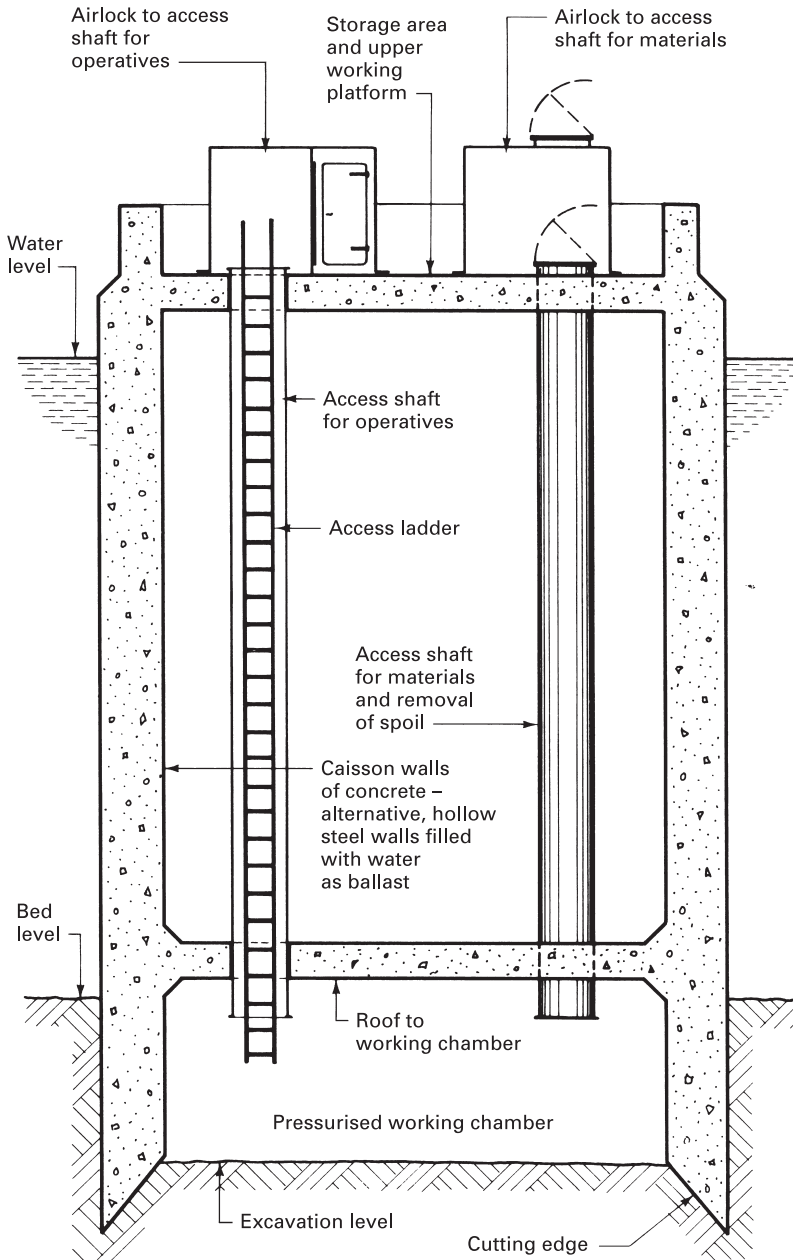 Airlock to access
shaft for
operatives
Storage area
and upper
working
platform
Airlock to access
shaft for materials
Water
level
Access shaft
for operatives
Access ladder
Access shaft
for materials
and removal
of spoil
Caisson walls
of concrete –
alternative, hollow
steel walls filled
with water
as ballast
Bed
level
Roof to
working chamber
Pressurised working chamber
Excavation level
Cutting edge